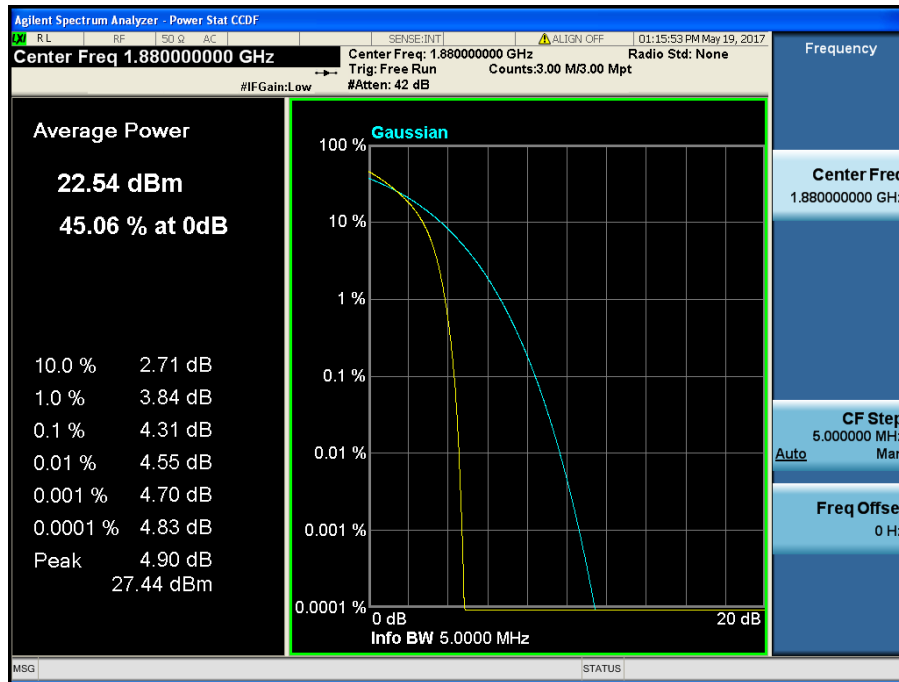 Agilent Spectrum Analyzer - Power Stat CCDF
LXI RL RF 50 Ω AC SENSE:INT ALIGN OFF 01:15:53 PM May 19, 2017
Center Freq 1.880000000 GHz
Center Freq: 1.880000000 GHz Radio Std: None
Trig: Free Run Counts:3.00 M/3.00 Mpt
#IFGain:Low #Atten: 42 dB
Frequency
Average Power
22.54 dBm
45.06 % at 0dB
10.0 % 2.71 dB
1.0 % 3.84 dB
0.1 % 4.31 dB
0.01 % 4.55 dB
0.001 % 4.70 dB
0.0001 % 4.83 dB
Peak 4.90 dB
27.44 dBm
Gaussian
100 %
10 %
1 %
0.1 %
0.01 %
0.001 %
0.0001 %
0 dB 20 dB
Info BW 5.0000 MHz
Center Freq
1.880000000 GHz
CF Step
5.000000 MHz
Auto Man
Freq Offse
0 Hz
MSG STATUS